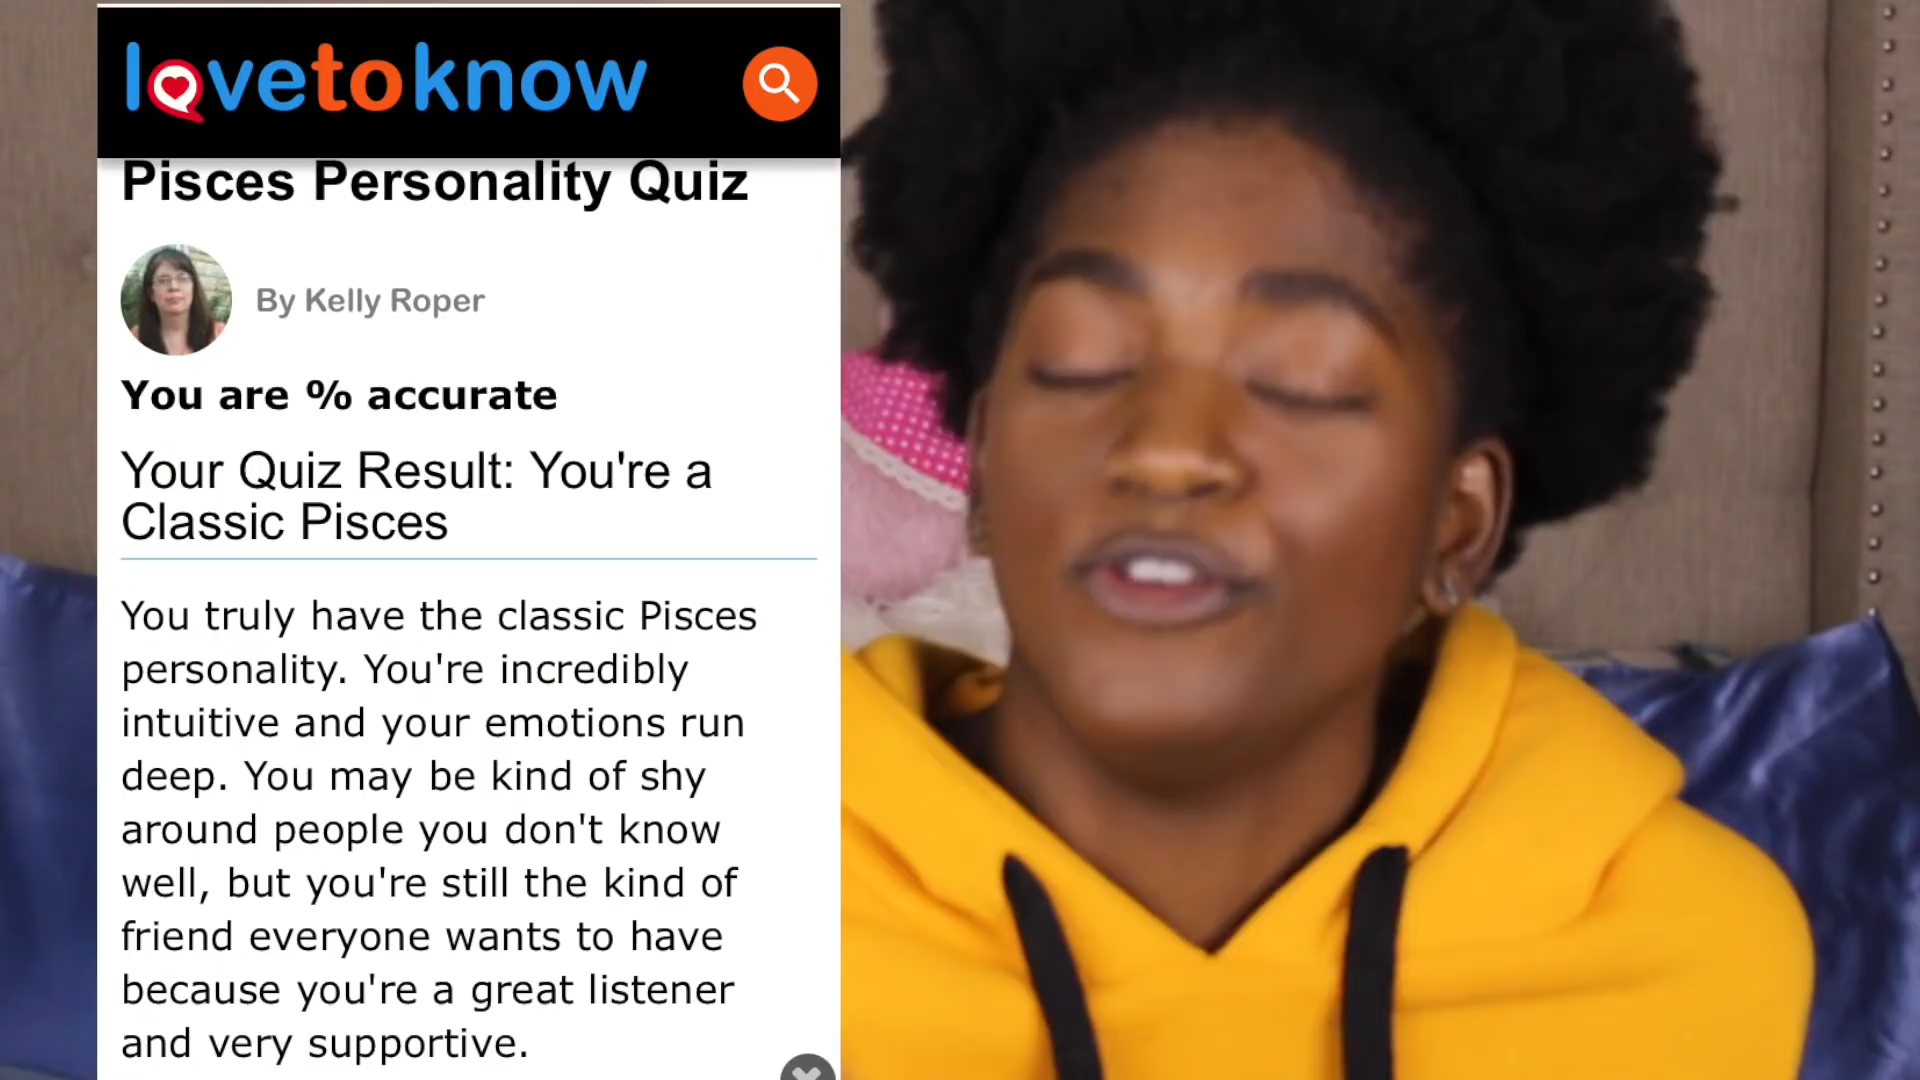 lovetoknow
Pisces Personality Quiz
By Kelly Roper
You are % accurate
Your Quiz Result: You're a
Classic Pisces
You truly have the classic Pisces
personality. You're incredibly
intuitive and your emotions run
deep. You may be kind of shy
around people you don't know
well, but you're still the kind of
friend everyone wants to have
because you're a great listener
and very supportive.